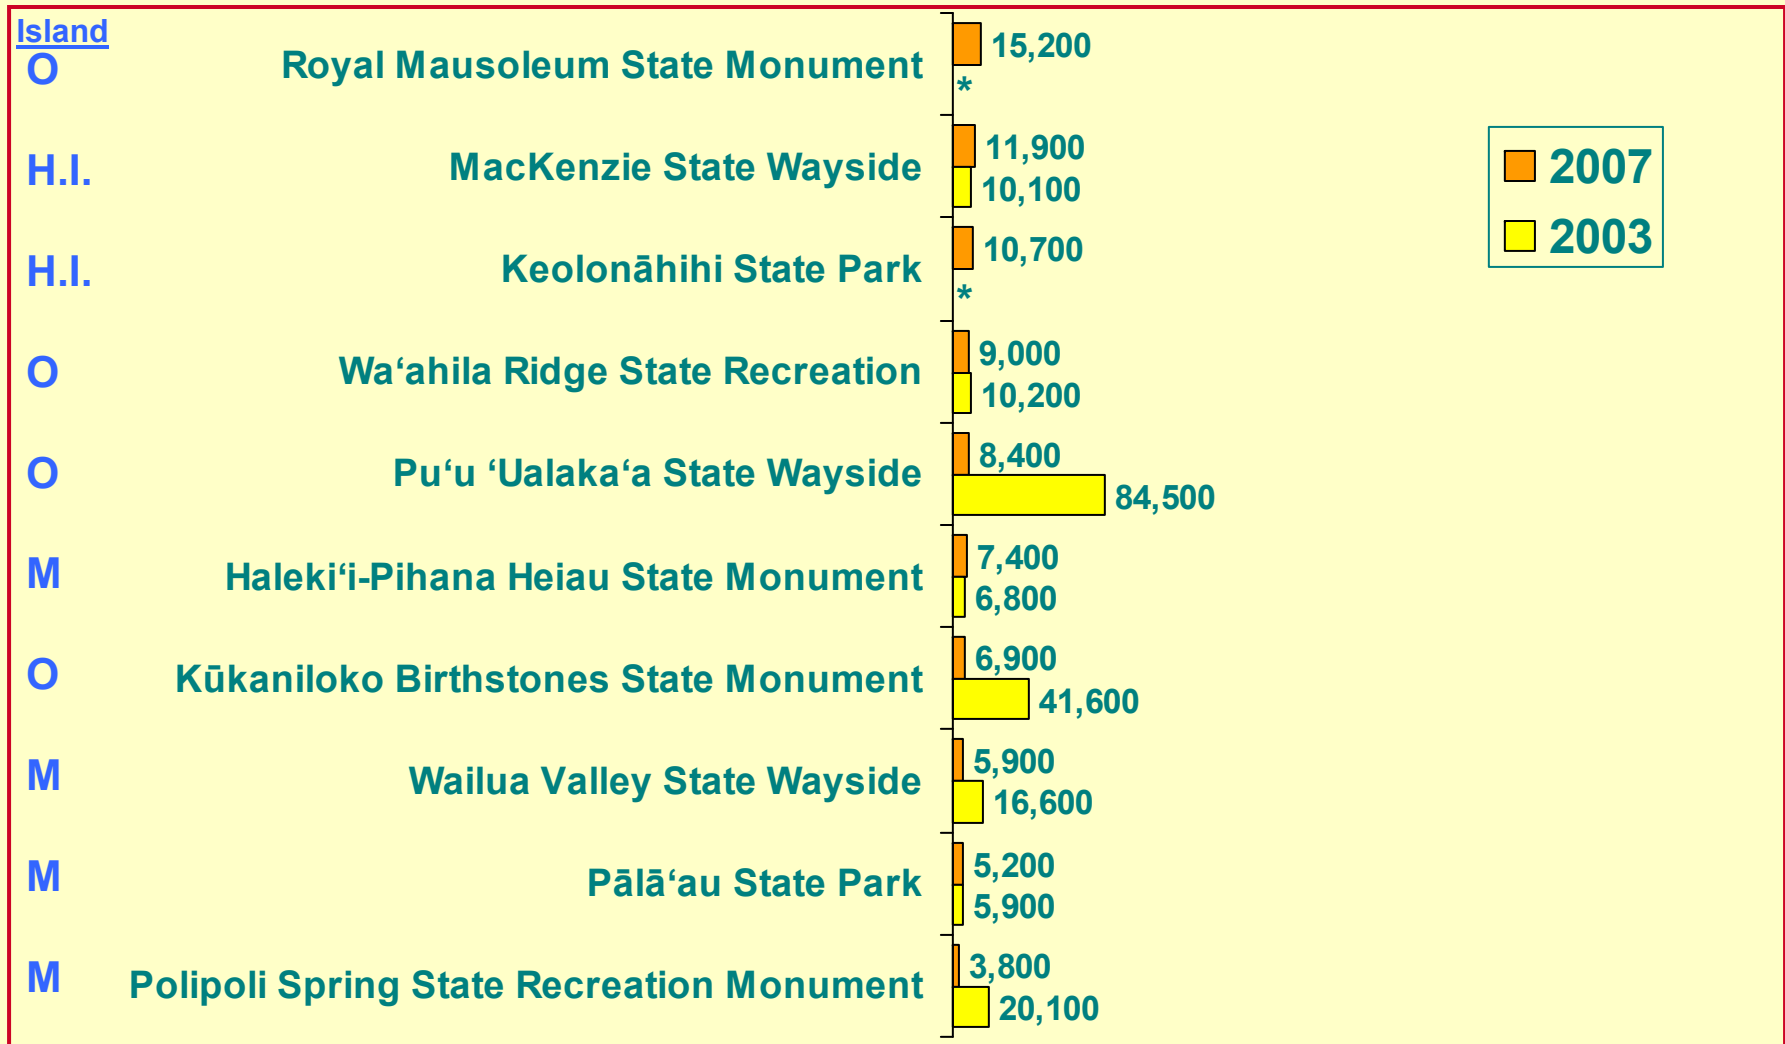 Island
O Royal Mausoleum State Monument 15,200
*
H.I. MacKenzie State Wayside 11,900
10,100
H.I. Keolonāhihi State Park 10,700
*
O Wa‘ahila Ridge State Recreation 9,000
10,200
O Pu‘u ‘Ualaka‘a State Wayside 8,400
84,500
M Haleki‘i-Pihana Heiau State Monument 7,400
6,800
O Kūkaniloko Birthstones State Monument 6,900
41,600
M Wailua Valley State Wayside 5,900
16,600
M Pālā‘au State Park 5,200
5,900
M Polipoli Spring State Recreation Monument 3,800
20,100
2007
2003